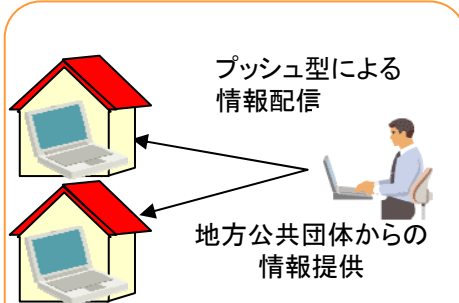 プッシュ型による
情報配信
地方公共団体からの
情報提供